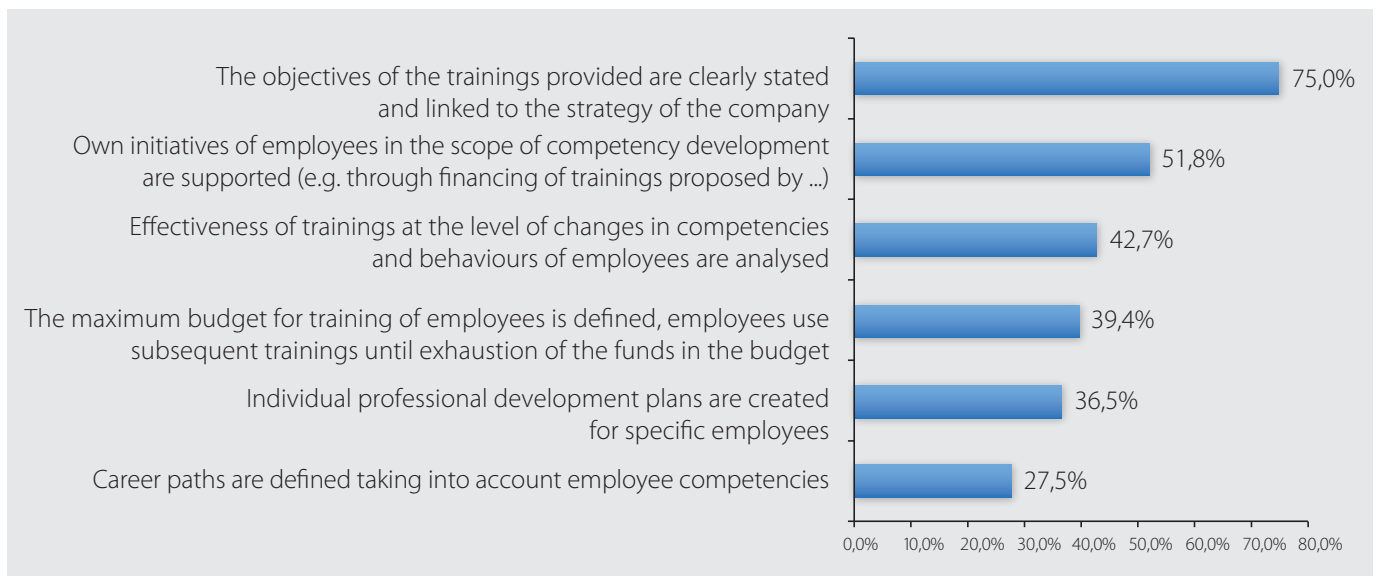 The objectives of the trainings provided are clearly stated
and linked to the strategy of the company
75,0%
Own initiatives of employees in the scope of competency development
are supported (e.g. through financing of trainings proposed by ...)
51,8%
Effectiveness of trainings at the level of changes in competencies
and behaviours of employees are analysed
42,7%
The maximum budget for training of employees is defined, employees use
subsequent trainings until exhaustion of the funds in the budget
39,4%
Individual professional development plans are created
for specific employees
36,5%
Career paths are defined taking into account employee competencies
27,5%
0,0% 10,0% 20,0% 30,0% 40,0% 50,0% 60,0% 70,0% 80,0%